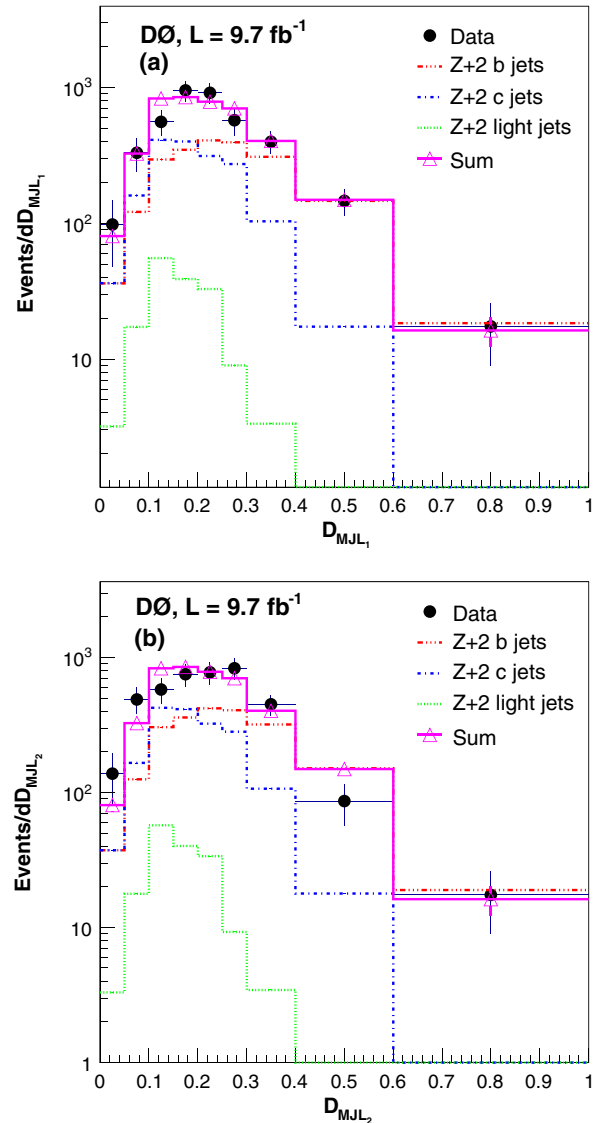 DØ, L = 9.7 fb⁻¹
(a)
Data
Z+2 b jets
Z+2 c jets
Z+2 light jets
Sum
Events/dD_MJL₁
10³
10²
10
0 0.1 0.2 0.3 0.4 0.5 0.6 0.7 0.8 0.9 1
D_MJL₁
DØ, L = 9.7 fb⁻¹
(b)
Data
Z+2 b jets
Z+2 c jets
Z+2 light jets
Sum
Events/dD_MJL₂
10³
10²
10
1
0 0.1 0.2 0.3 0.4 0.5 0.6 0.7 0.8 0.9 1
D_MJL₂